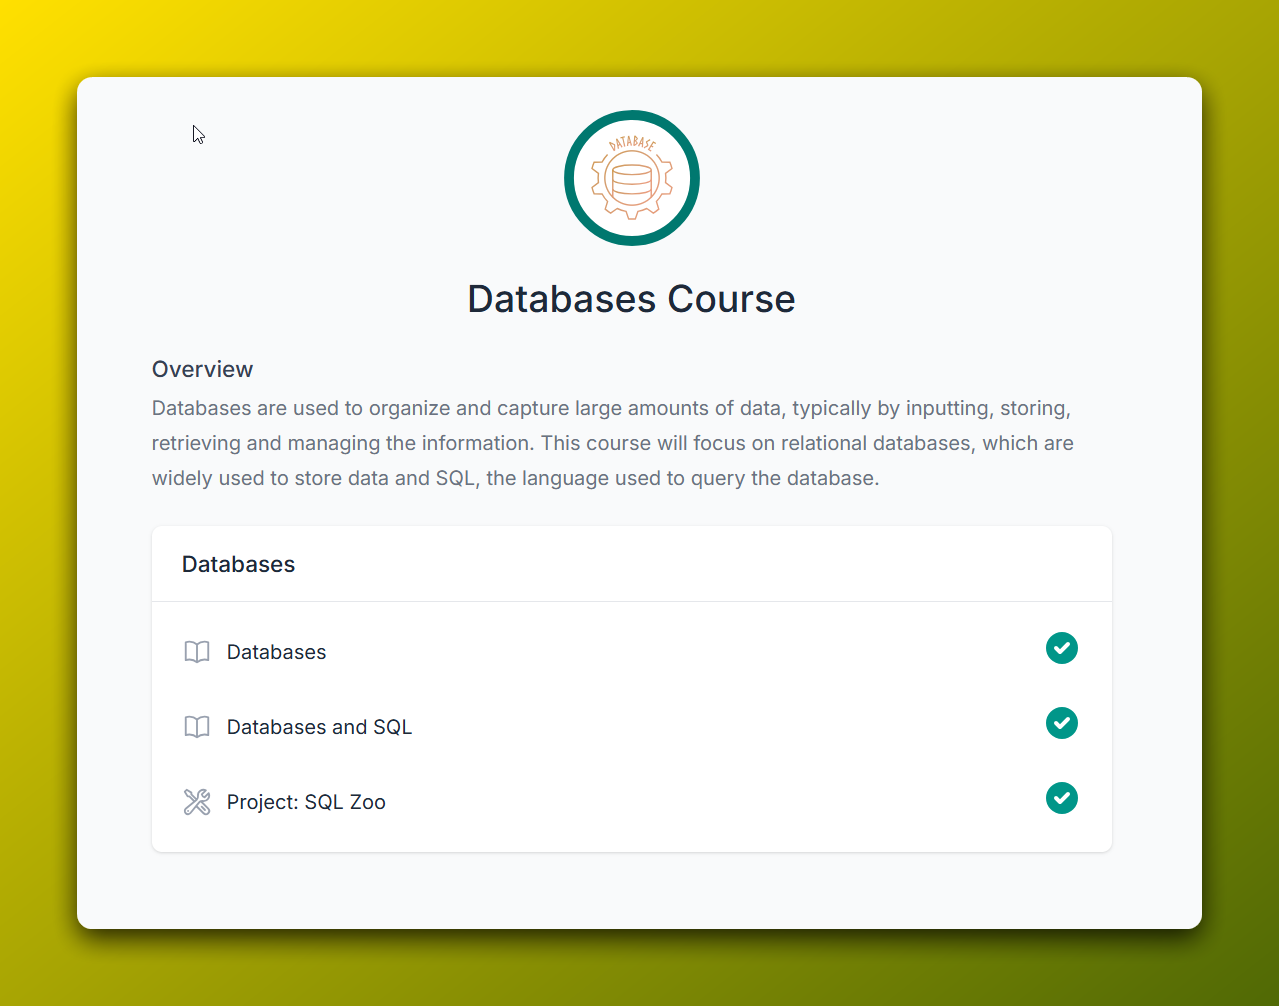 DATABASE
Databases Course
Overview
Databases are used to organize and capture large amounts of data, typically by inputting, storing,
retrieving and managing the information. This course will focus on relational databases, which are
widely used to store data and SQL, the language used to query the database.
Databases
Databases
Databases and SQL
Project: SQL Zoo